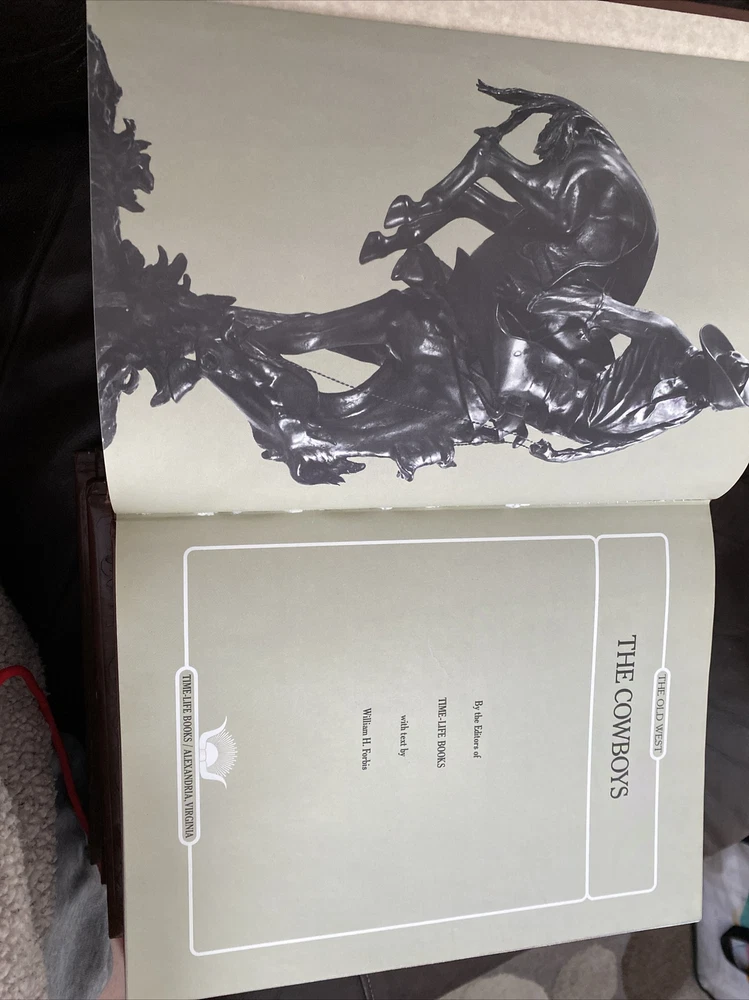 THE OLD WEST
THE COWBOYS
By the Editors of
TIME-LIFE BOOKS
with text by
William H. Forbis
TIME-LIFE BOOKS / ALEXANDRIA, VIRGINIA